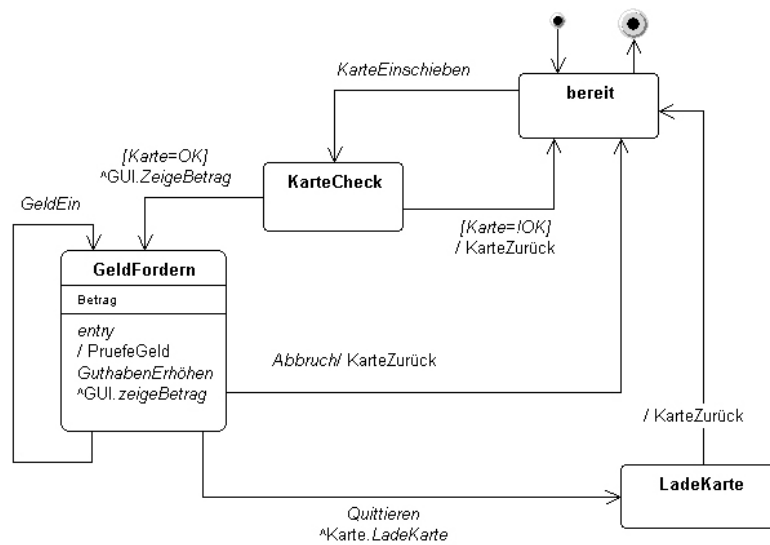 KarteEinschieben
bereit
[Karte=OK]
^GUI.ZeigeBetrag
KarteCheck
GeldEin
[Karte=!OK]
/ KarteZurück
GeldFordern
Betrag
entry
/ PruefeGeld
GuthabenErhöhen
^GUI.zeigeBetrag
Abbruch/ KarteZurück
/ KarteZurück
LadeKarte
Quittieren
^Karte.LadeKarte